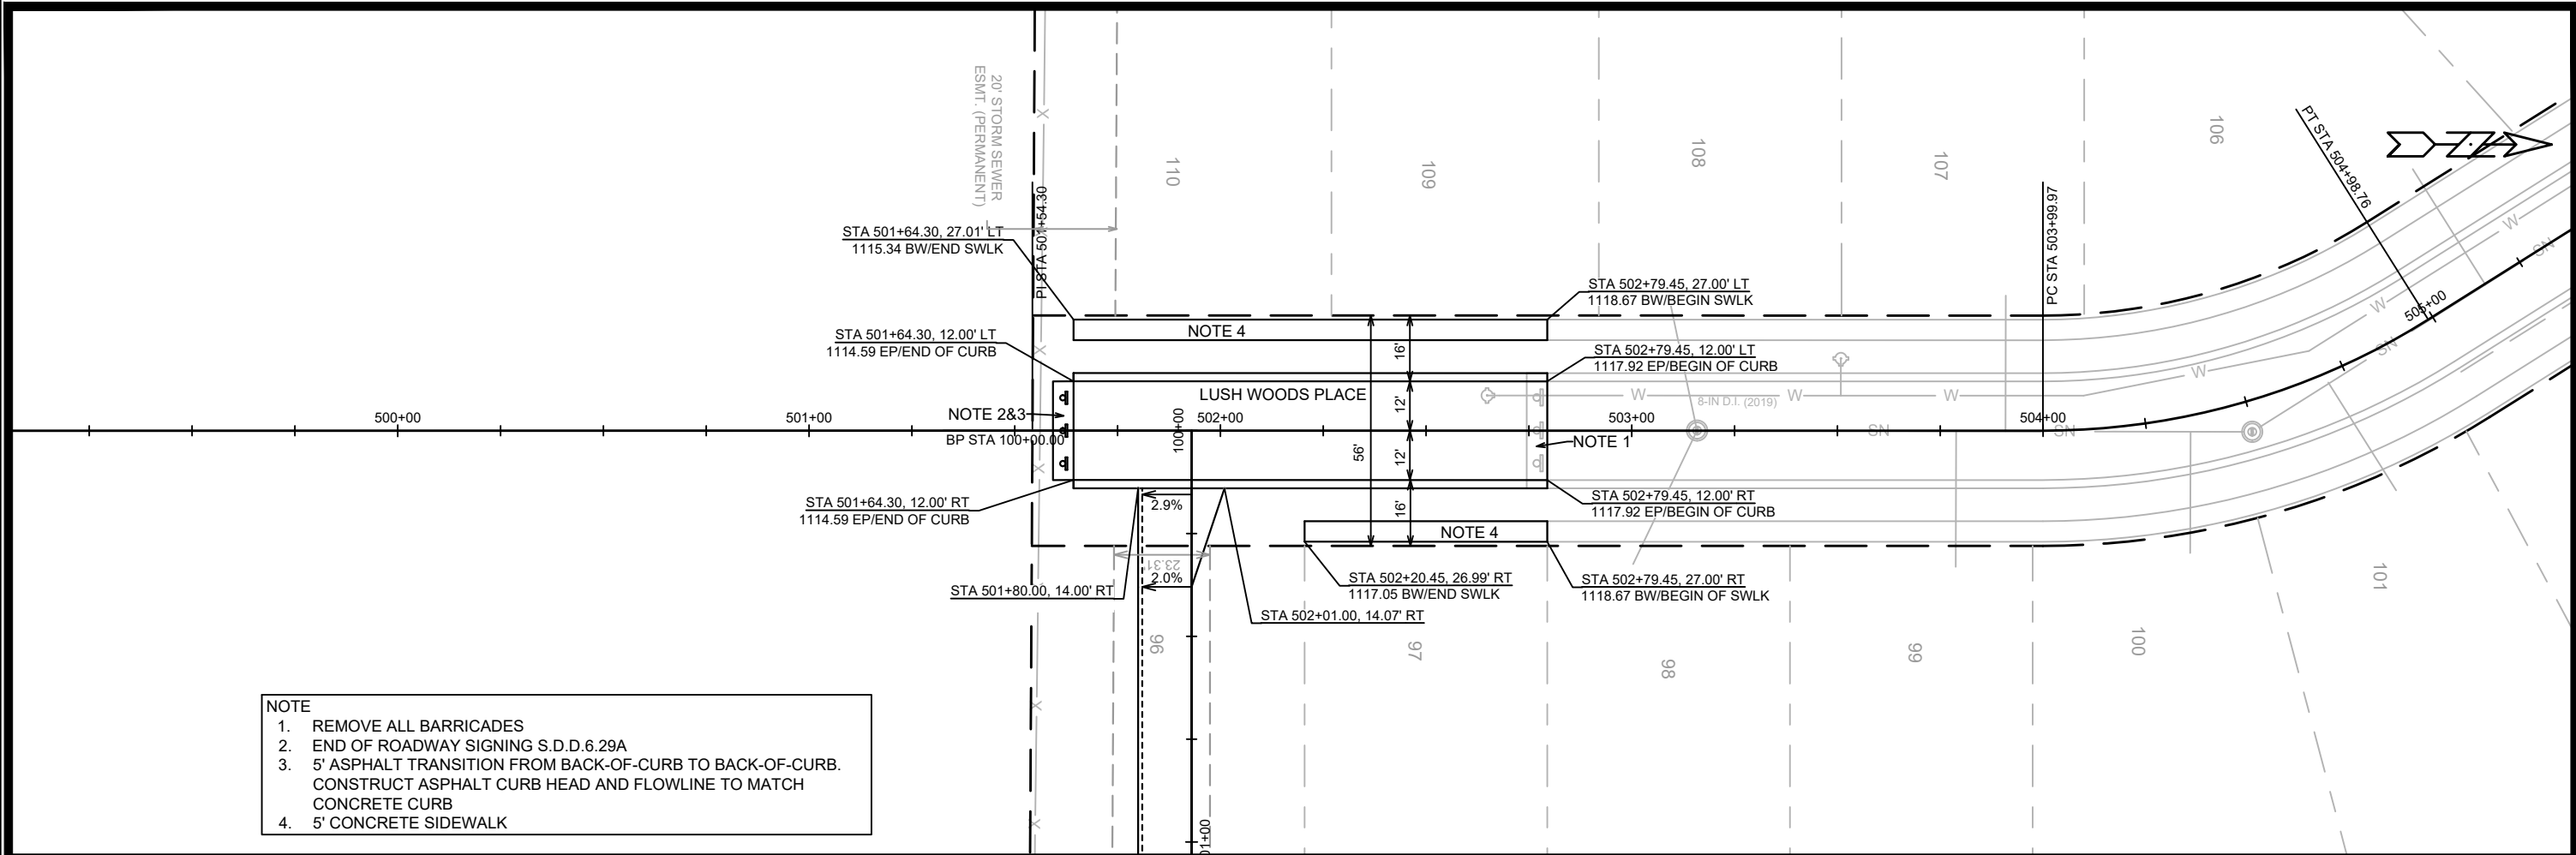 20' STORM SEWER
ESMT. (PERMANENT)
110
109
108
107
106
PI STA 501+54.30
PC STA 503+99.97
PT STA 504+98.76
N
STA 501+64.30, 27.01' LT
1115.34 BW/END SWLK
STA 502+79.45, 27.00' LT
1118.67 BW/BEGIN SWLK
NOTE 4
STA 501+64.30, 12.00' LT
1114.59 EP/END OF CURB
STA 502+79.45, 12.00' LT
1117.92 EP/BEGIN OF CURB
16'
LUSH WOODS PLACE
12'
W
8-IN D.I. (2019)
W
W
W
W
W
NOTE 2&3
500+00
501+00
502+00
503+00
504+00
505+00
BP STA 100+00.00
100+00
56'
12'
NOTE 1
SN
SN
SN
SN
STA 501+64.30, 12.00' RT
1114.59 EP/END OF CURB
2.9%
16'
STA 502+79.45, 12.00' RT
1117.92 EP/BEGIN OF CURB
NOTE 4
23.31'
2.0%
STA 501+80.00, 14.00' RT
STA 502+20.45, 26.99' RT
1117.05 BW/END SWLK
STA 502+79.45, 27.00' RT
1118.67 BW/BEGIN OF SWLK
STA 502+01.00, 14.07' RT
96
97
98
99
100
101
X
X
X
X
X
01+00
NOTE
1. REMOVE ALL BARRICADES
2. END OF ROADWAY SIGNING S.D.D.6.29A
3. 5' ASPHALT TRANSITION FROM BACK-OF-CURB TO BACK-OF-CURB.
CONSTRUCT ASPHALT CURB HEAD AND FLOWLINE TO MATCH
CONCRETE CURB
4. 5' CONCRETE SIDEWALK